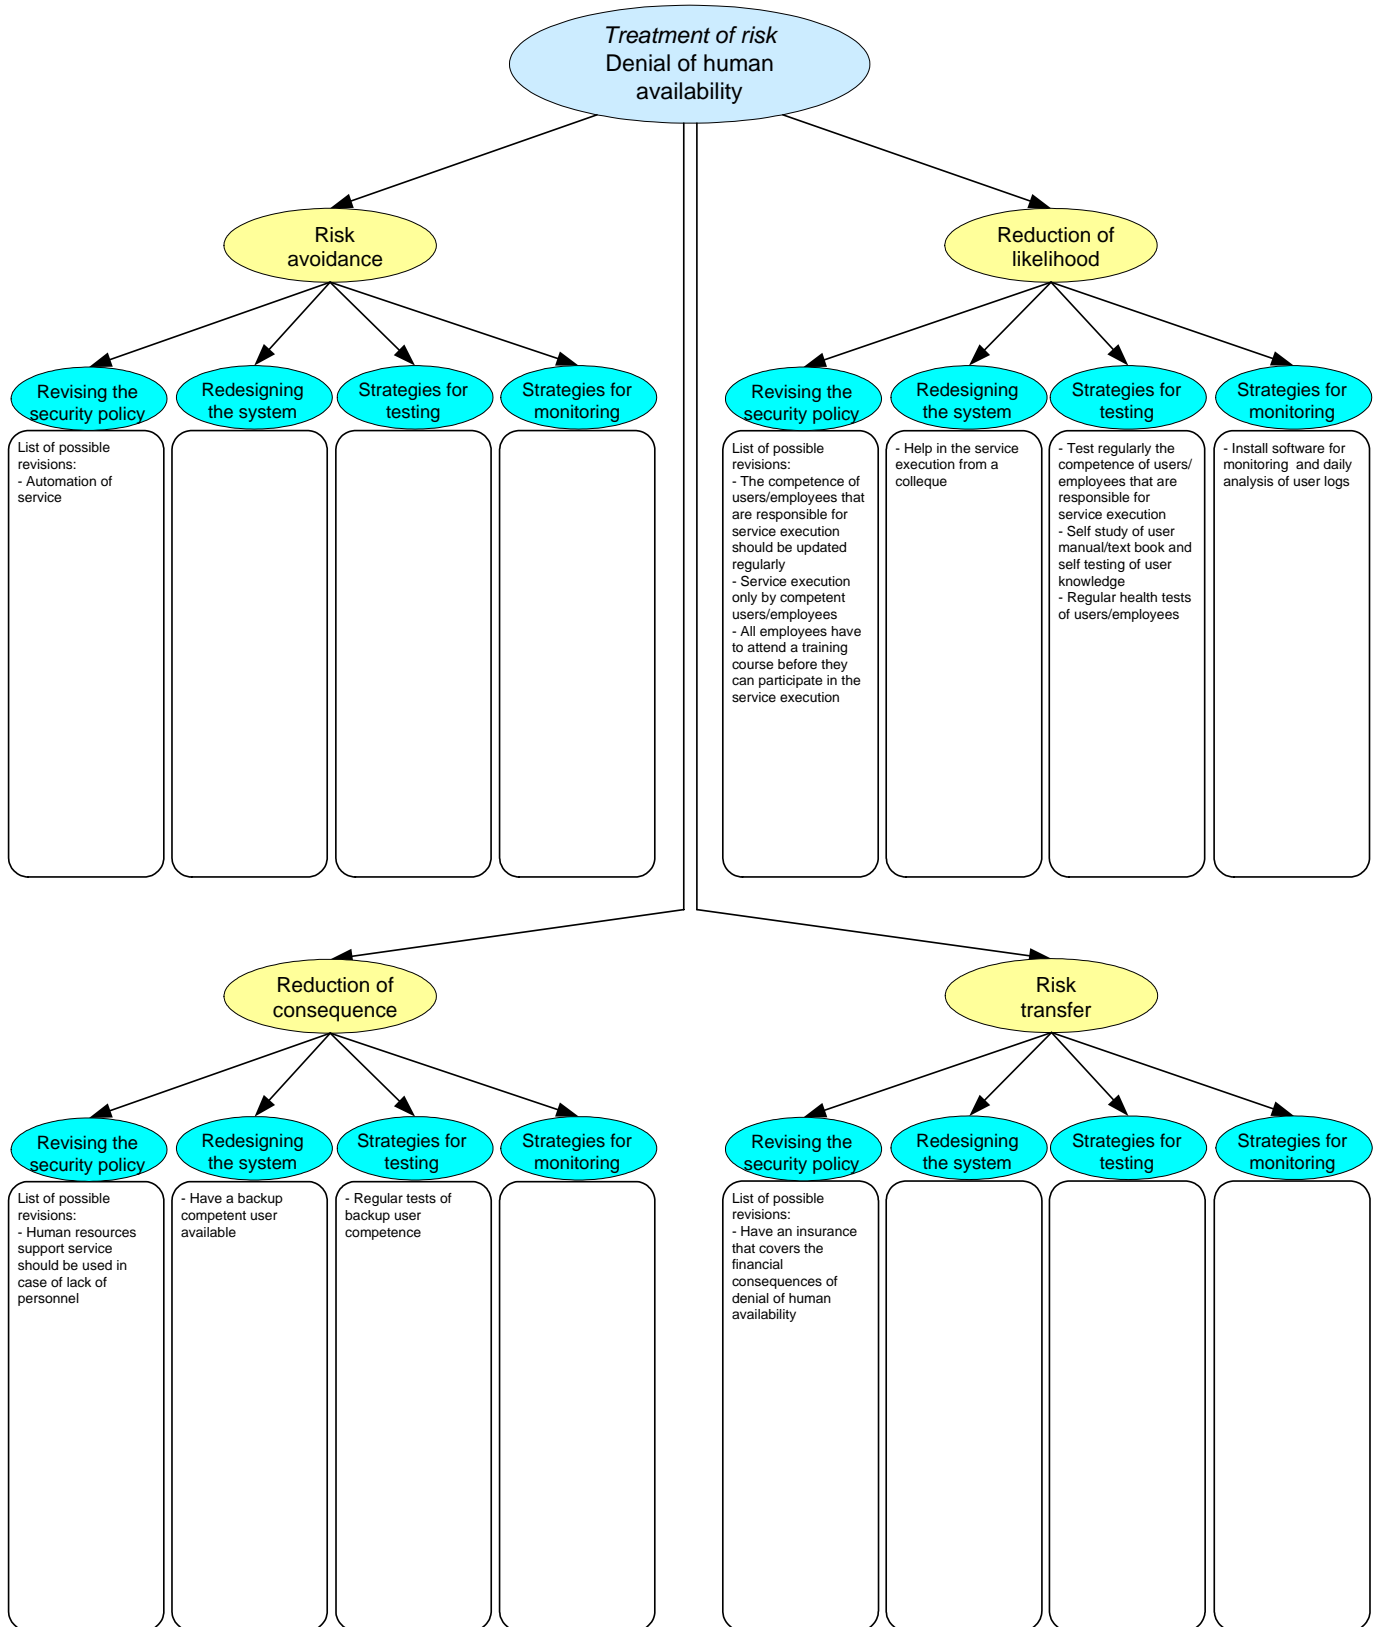 Treatment of risk
Denial of human
availability
Risk
avoidance
Revising the
security policy
Redesigning
the system
Strategies for
testing
Strategies for
monitoring
List of possible
revisions:
- Automation of
service
Reduction of
likelihood
Revising the
security policy
Redesigning
the system
Strategies for
testing
Strategies for
monitoring
List of possible
revisions:
- The competence of
users/employees that
are responsible for
service execution
should be updated
regularly
- Service execution
only by competent
users/employees
- All employees have
to attend a training
course before they
can participate in the
service execution
- Help in the service
execution from a
colleque
- Test regularly the
competence of users/
employees that are
responsible for
service execution
- Self study of user
manual/text book and
self testing of user
knowledge
- Regular health tests
of users/employees
- Install software for
monitoring  and daily
analysis of user logs
Reduction of
consequence
Revising the
security policy
Redesigning
the system
Strategies for
testing
Strategies for
monitoring
List of possible
revisions:
- Human resources
support service
should be used in
case of lack of
personnel
- Have a backup
competent user
available
- Regular tests of
backup user
competence
Risk
transfer
Revising the
security policy
Redesigning
the system
Strategies for
testing
Strategies for
monitoring
List of possible
revisions:
- Have an insurance
that covers the
financial
consequences of
denial of human
availability